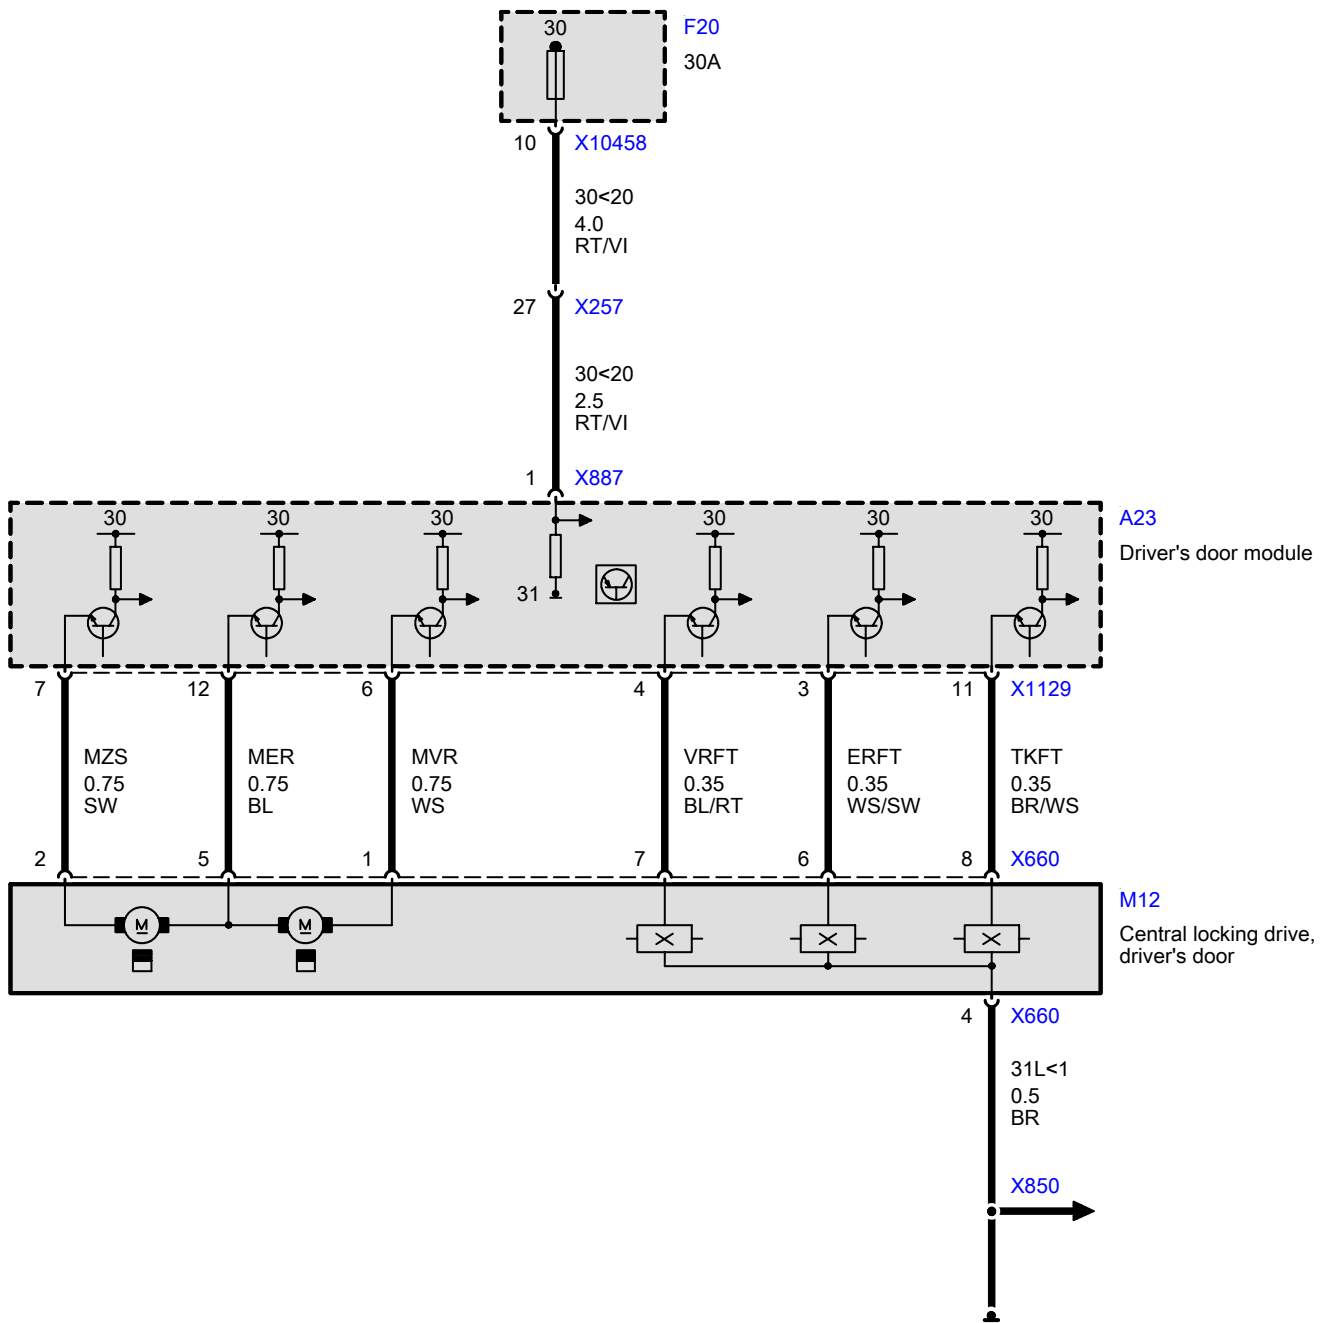 30
F20
30A
10 X10458
30<20
4.0
RT/VI
27 X257
30<20
2.5
RT/VI
1 X887
30 30 30 30 30 30
A23
Driver's door module
31
7 12 6 4 3 11 X1129
MZS MER MVR VRFT ERFT TKFT
0.75 0.75 0.75 0.35 0.35 0.35
SW BL WS BL/RT WS/SW BR/WS
2 5 1 7 6 8 X660
M12
M M
Central locking drive,
driver's door
4 X660
31L<1
0.5
BR
X850